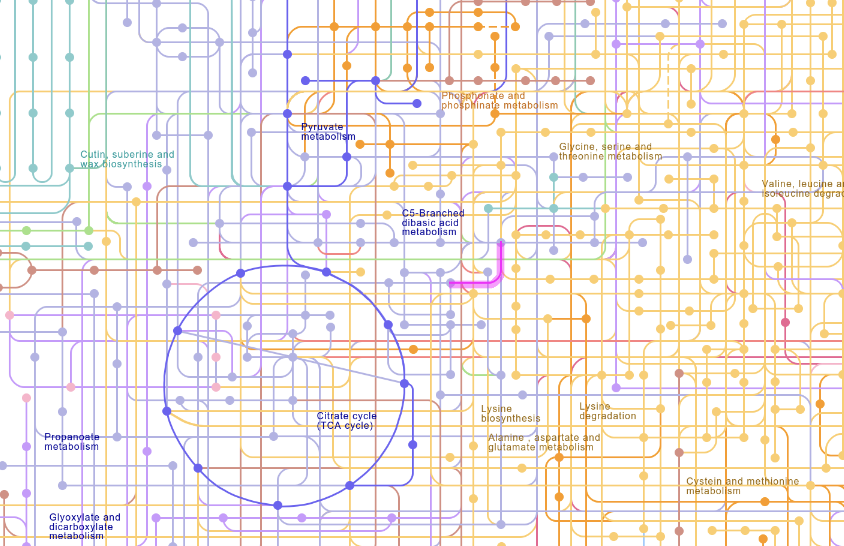 Phosphonate and
phosphinate metabolism
Pyruvate
metabolism
Cutin, suberine and
wax biosynthesis
Glycine, serine and
threonine metabolism
Valine, leucine
isoleucine
C5-Branched
dibasic acid
metabolism
Citrate cycle
(TCA cycle)
Lysine
biosynthesis
Lysine
degradation
Alanine , aspartate and
glutamate metabolism
Propanoate
metabolism
Cystein and methionine
metabolism
Glyoxylate and
dicarboxylate
metabolism